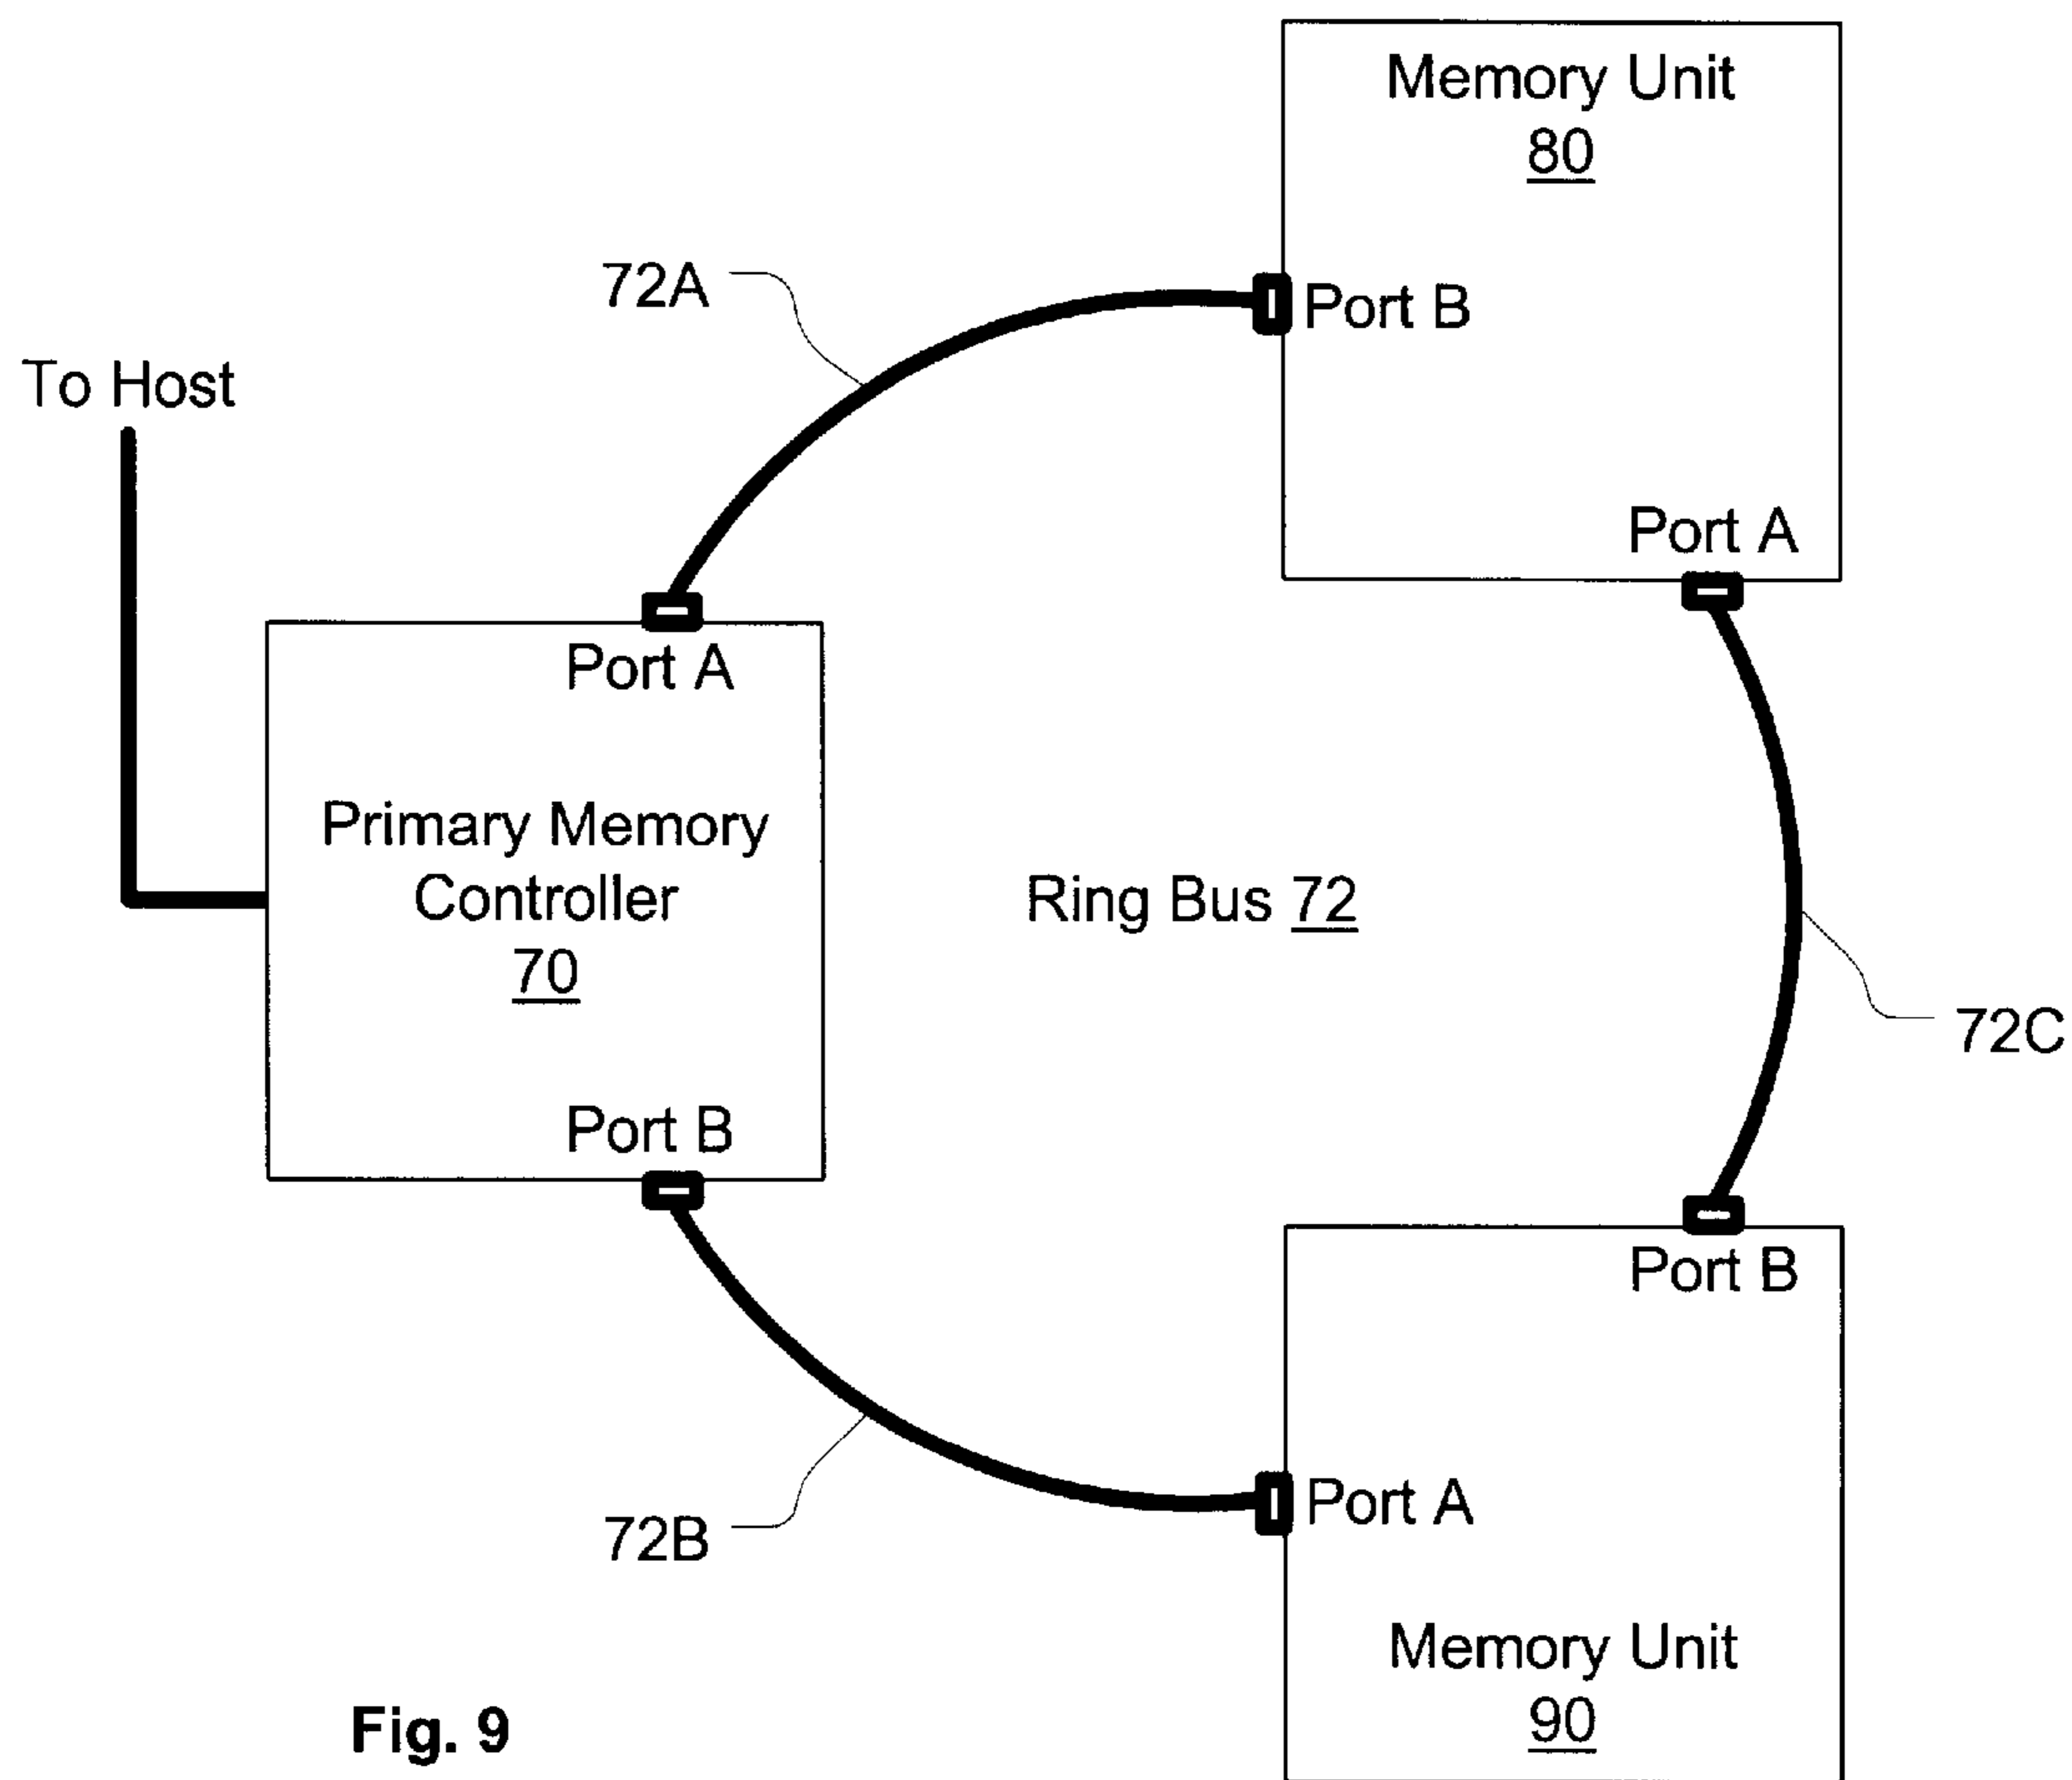 Memory Unit
80
72A
Port B
To Host
Port A
Port A
Primary Memory
Controller
70
Ring Bus 72
72C
Port B
Port B
Port A
72B
Memory Unit
90
Fig. 9